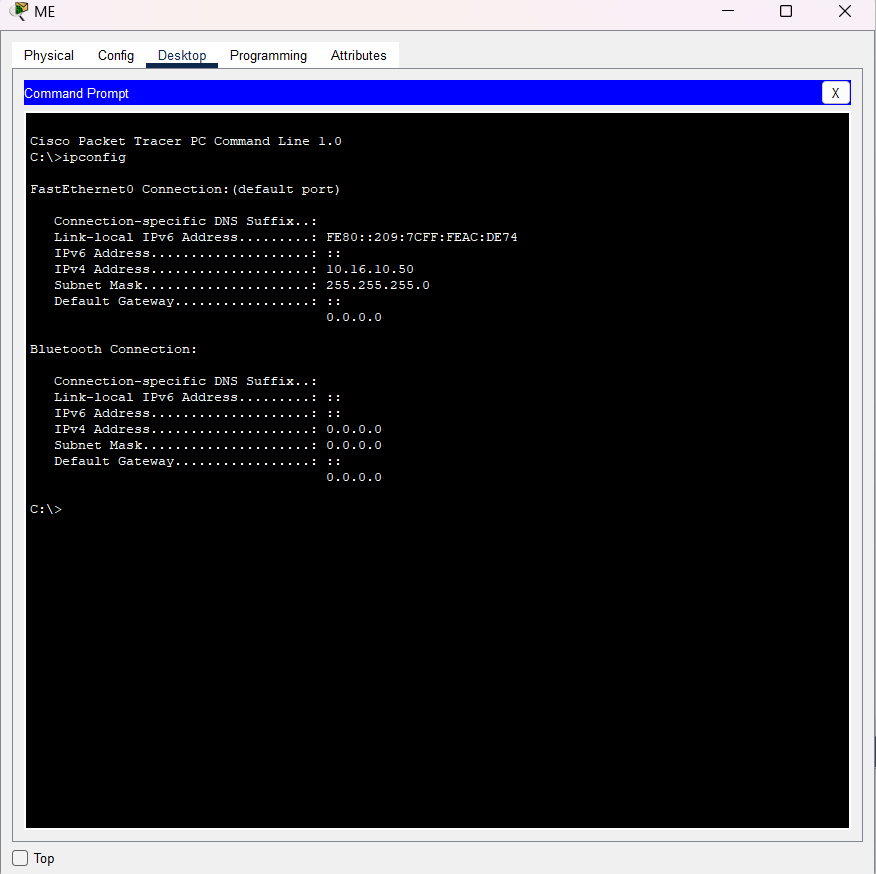 ME
Physical Config Desktop Programming Attributes
Command Prompt X
Cisco Packet Tracer PC Command Line 1.0
C:\>ipconfig
FastEthernet0 Connection:(default port)
Connection-specific DNS Suffix..:
Link-local IPv6 Address.........: FE80::209:7CFF:FEAC:DE74
IPv6 Address....................: ::
IPv4 Address....................: 10.16.10.50
Subnet Mask.....................: 255.255.255.0
Default Gateway.................: ::
0.0.0.0
Bluetooth Connection:
Connection-specific DNS Suffix..:
Link-local IPv6 Address.........: ::
IPv6 Address....................: ::
IPv4 Address....................: 0.0.0.0
Subnet Mask.....................: 0.0.0.0
Default Gateway.................: ::
0.0.0.0
C:\>
Top